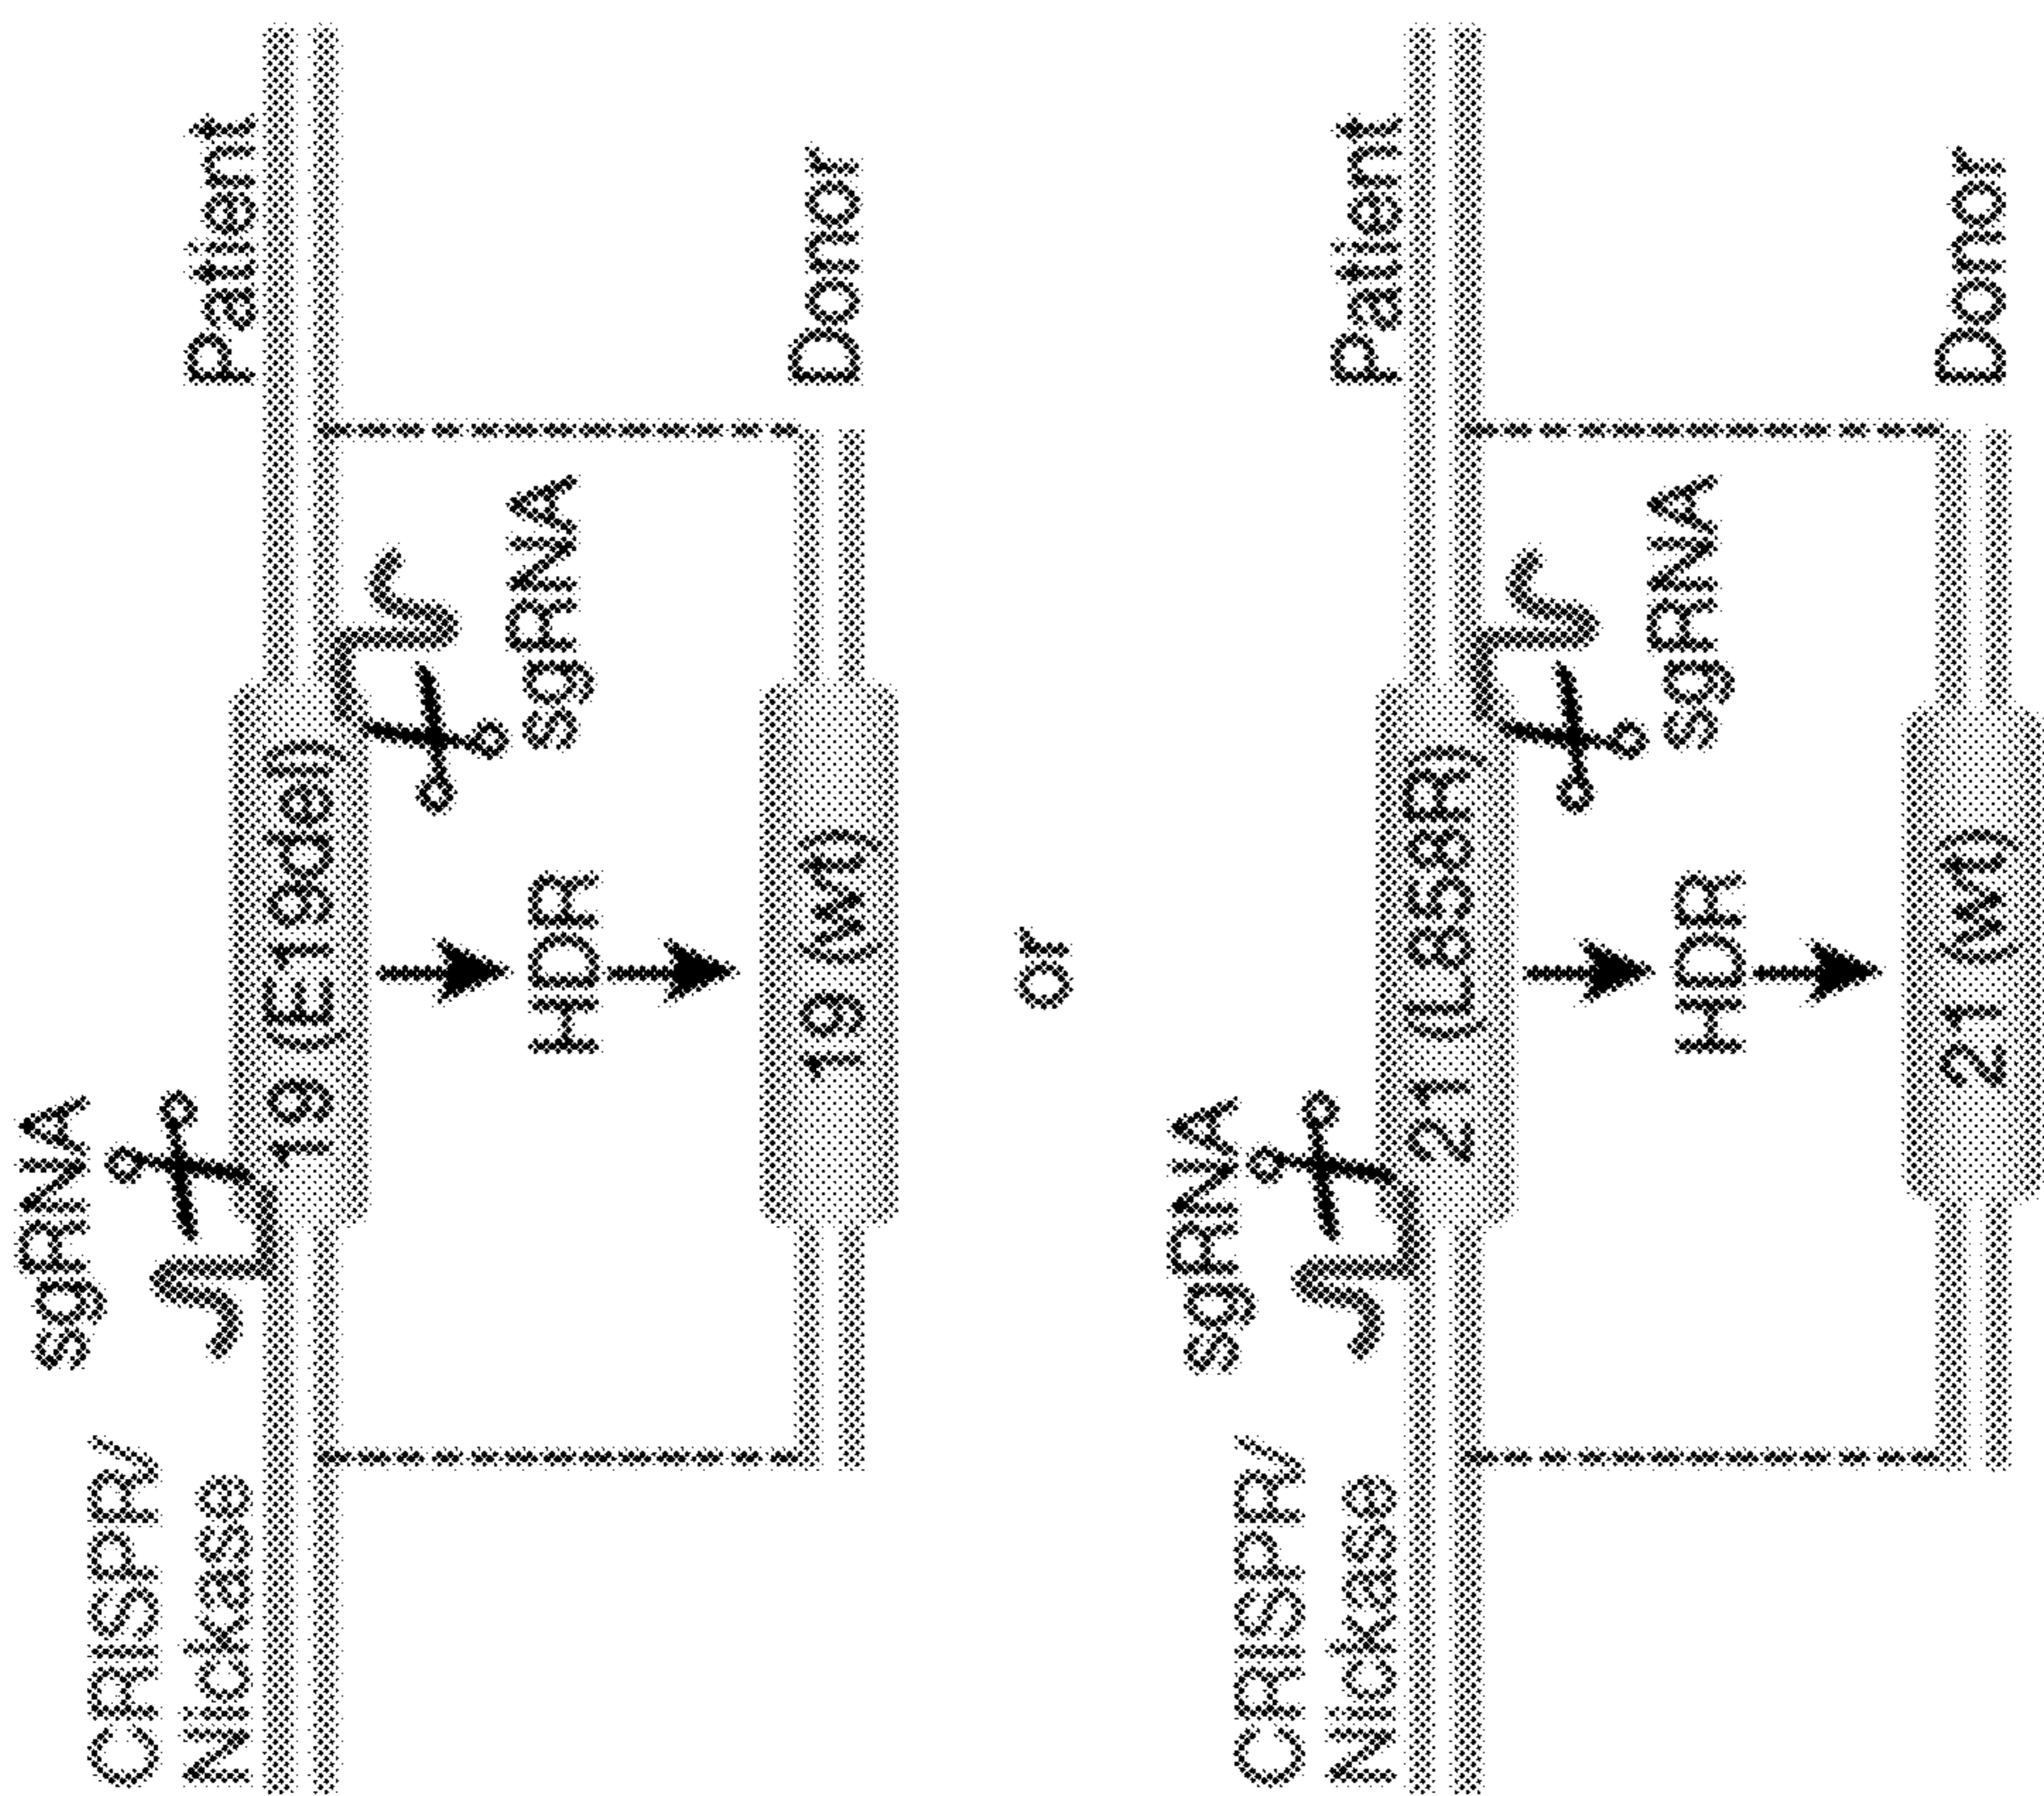 sgRNA
CRISPR/
Nickase
Patient
19 (E19del)
sgRNA
HDR
19 (wt)
Donor
or
sgRNA
CRISPR/
Nickase
Patient
21 (L858R)
sgRNA
HDR
21 (wt)
Donor